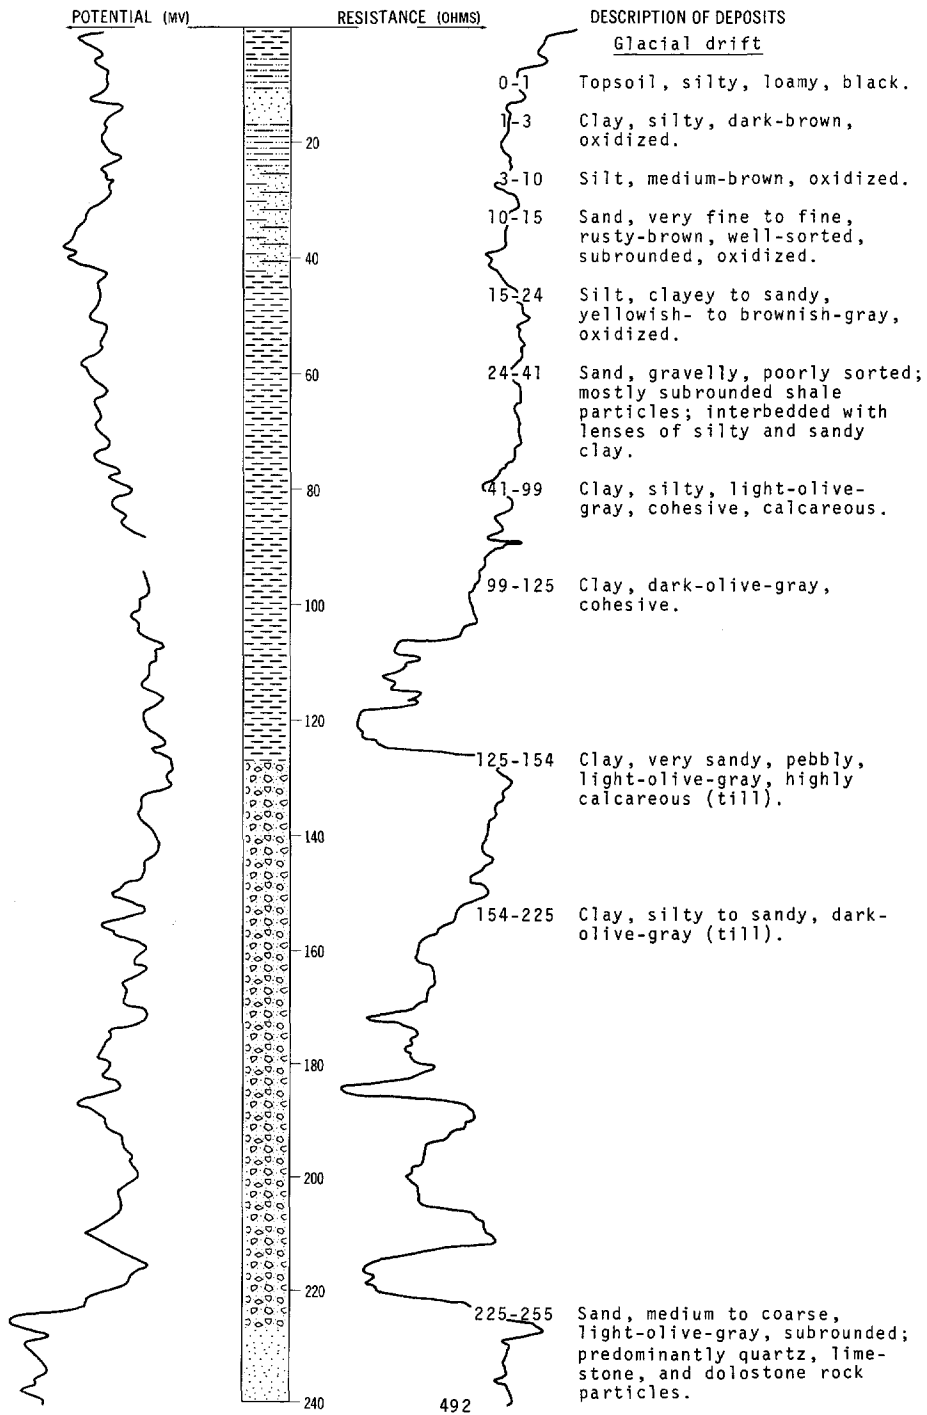 POTENTIAL (MV)
RESISTANCE (OHMS)
DESCRIPTION OF DEPOSITS
Glacial drift
0-1 Topsoil, silty, loamy, black.
1-3 Clay, silty, dark-brown,
oxidized.
20
3-10 Silt, medium-brown, oxidized.
10-15 Sand, very fine to fine,
rusty-brown, well-sorted,
subrounded, oxidized.
40
15-24 Silt, clayey to sandy,
yellowish- to brownish-gray,
oxidized.
60
24-41 Sand, gravelly, poorly sorted;
mostly subrounded shale
particles; interbedded with
lenses of silty and sandy
clay.
80
41-99 Clay, silty, light-olive-
gray, cohesive, calcareous.
99-125 Clay, dark-olive-gray,
cohesive.
100
120
125-154 Clay, very sandy, pebbly,
light-olive-gray, highly
calcareous (till).
140
154-225 Clay, silty to sandy, dark-
olive-gray (till).
160
180
200
220
225-255 Sand, medium to coarse,
light-olive-gray, subrounded;
predominantly quartz, lime-
stone, and dolostone rock
particles.
240
492